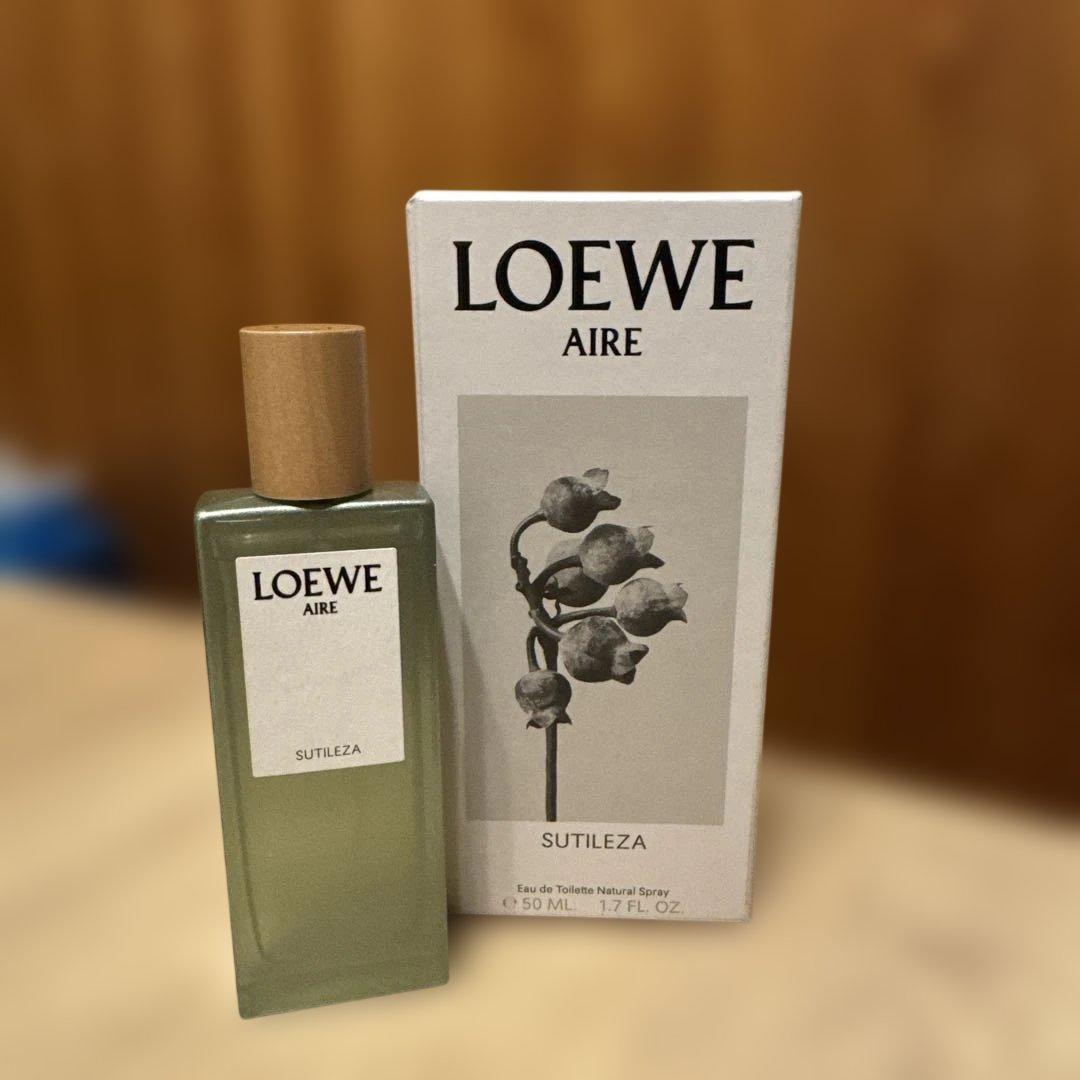 LOEWE
AIRE
SUTILEZA
Eau de Toilette Natural Spray
℮ 50 ML. 1.7 FL. OZ.
LOEWE
AIRE
SUTILEZA